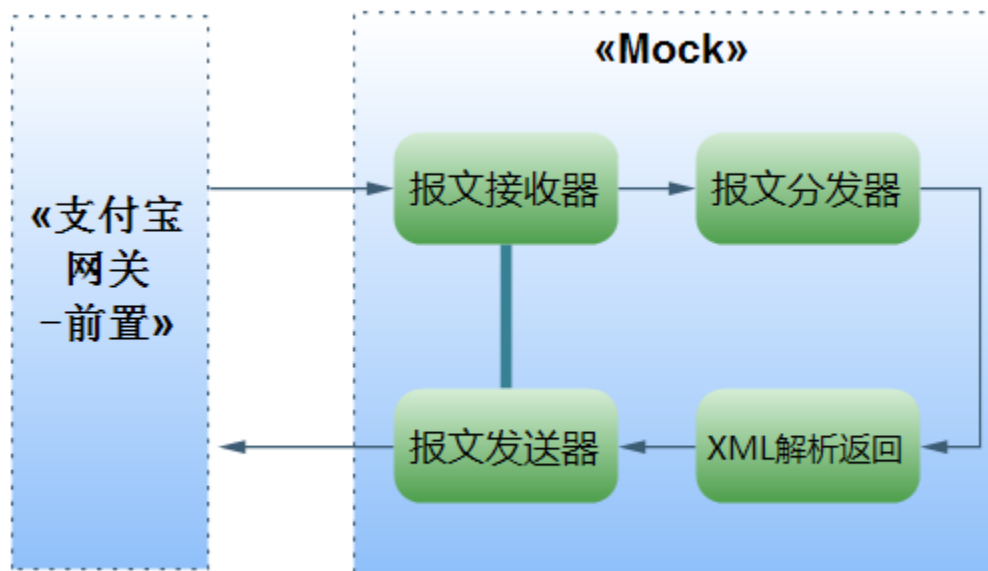 «Mock»
报文接收器
报文分发器
«支付宝
网关
-前置»
报文发送器
XML解析返回